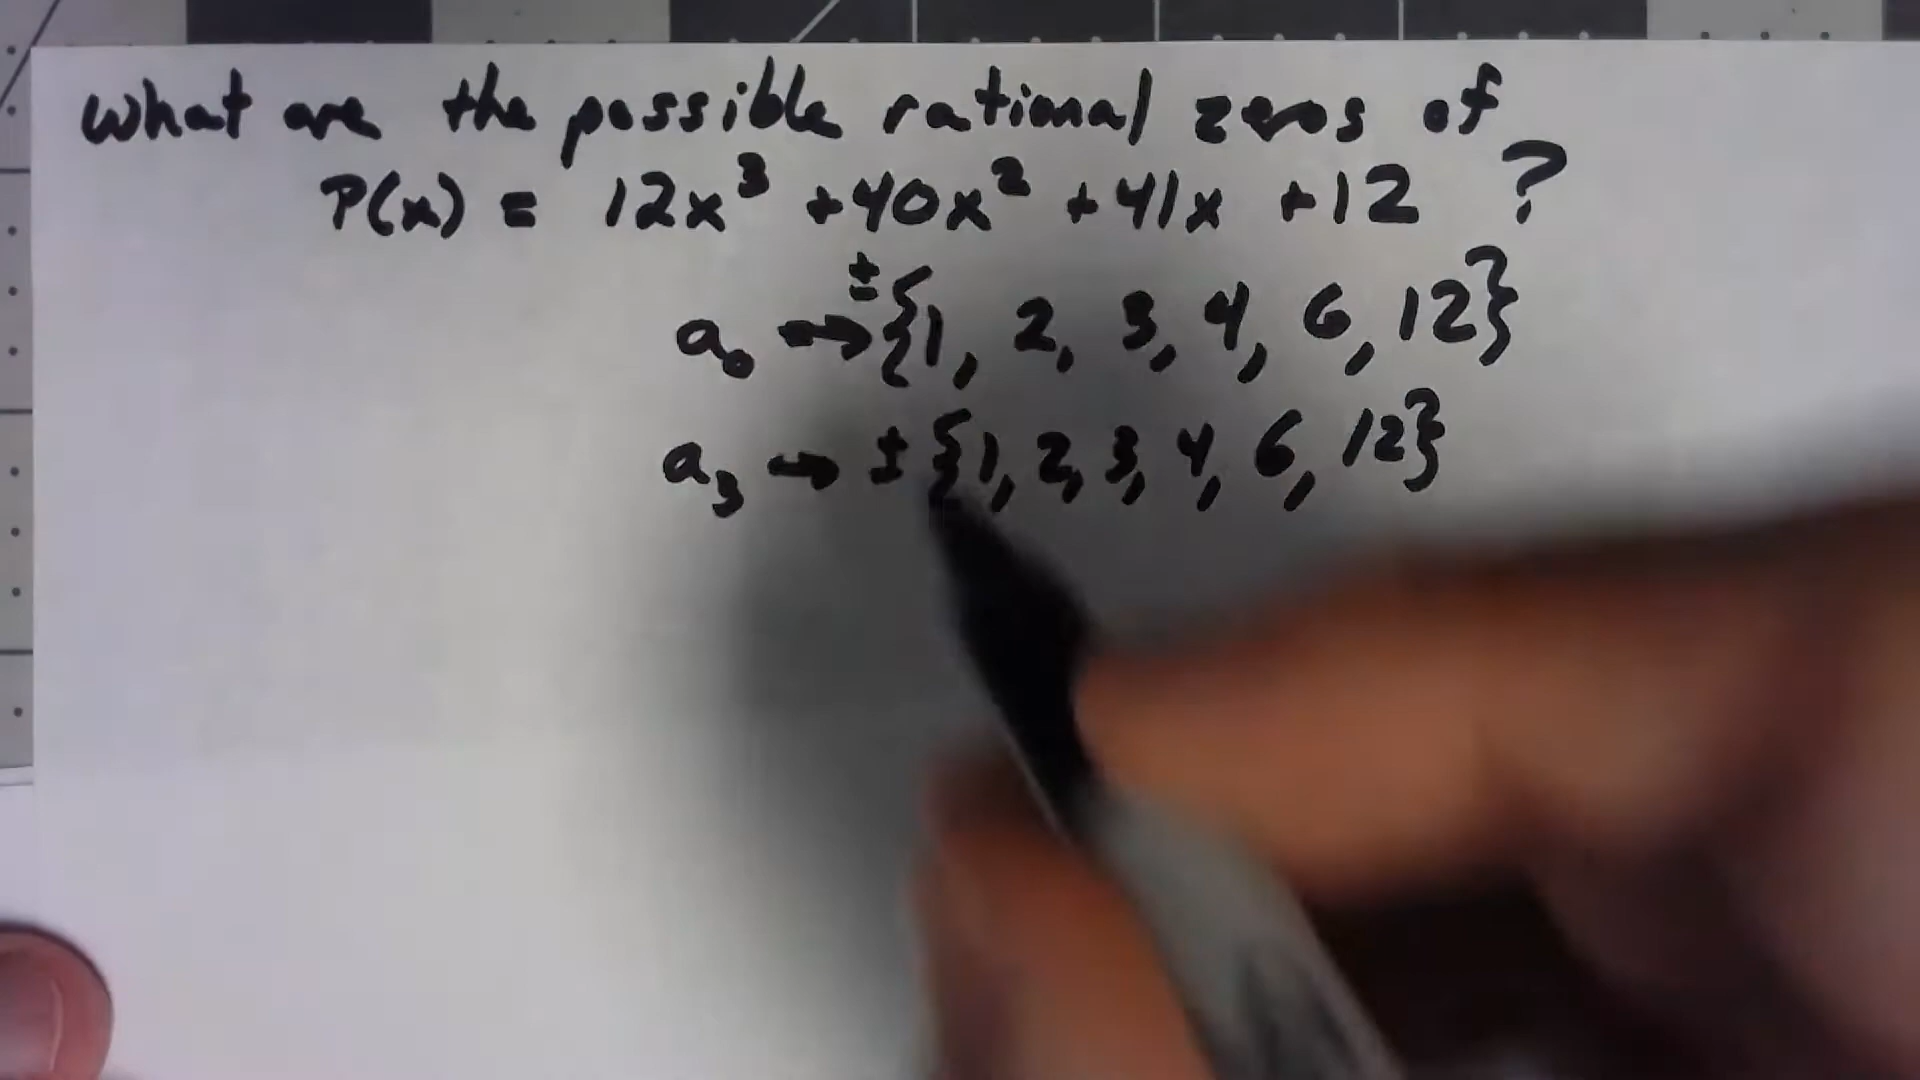 What are the possible rational zeros of
P(x) = 12x³ +40x² +41x +12 ?
a₀ → ±{1, 2, 3, 4, 6, 12}
a₃ → ±{1, 2, 3, 4, 6, 12}